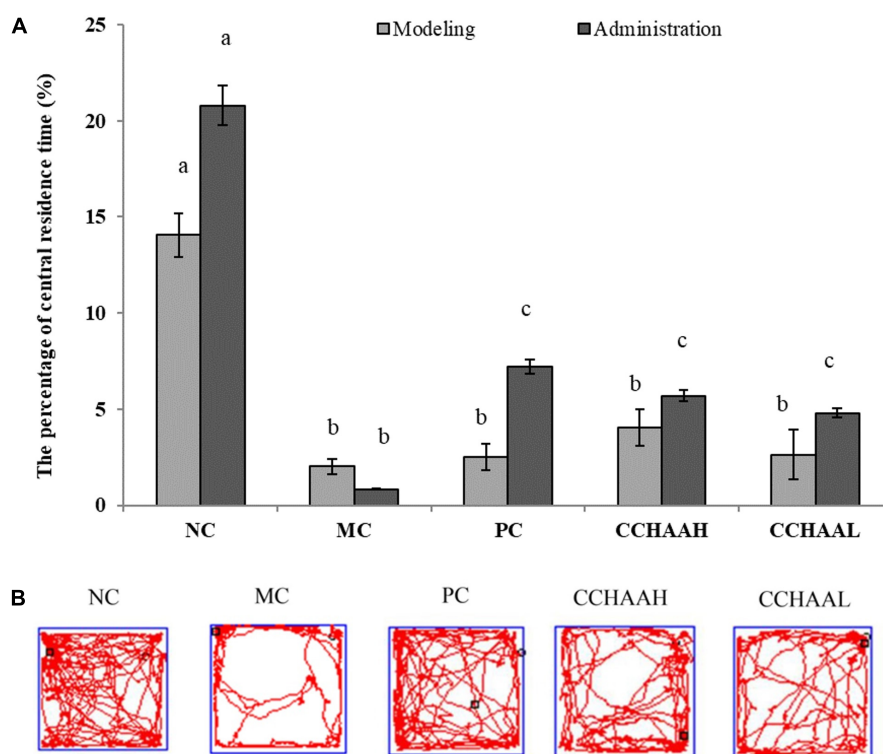 A
25
Modeling
Administration
a
a
The percentage of central residence time (%)
20
15
10
5
0
b
b
b
c
b
c
b
c
NC
MC
PC
CCHAAH
CCHAAL
B
NC
MC
PC
CCHAAH
CCHAAL